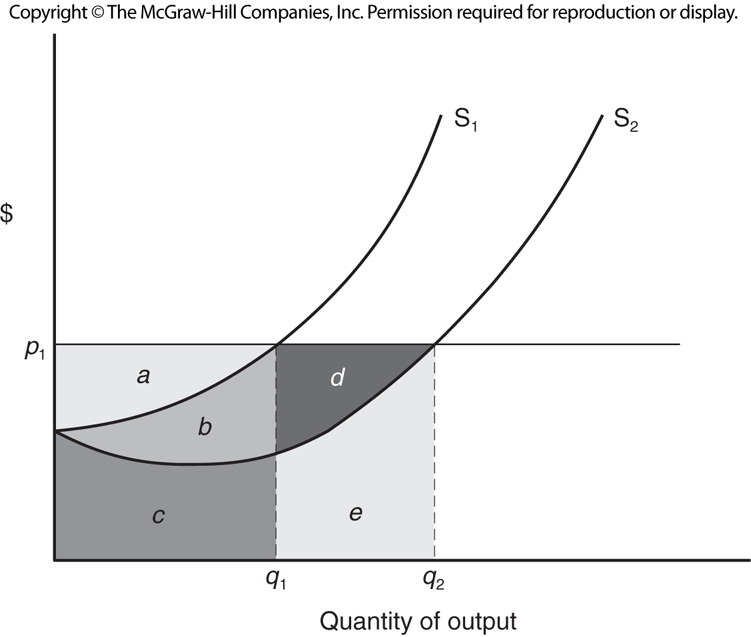 Copyright © The McGraw-Hill Companies, Inc. Permission required for reproduction or display.
S₁
S₂
$
p₁
a
d
b
c
e
q₁
q₂
Quantity of output